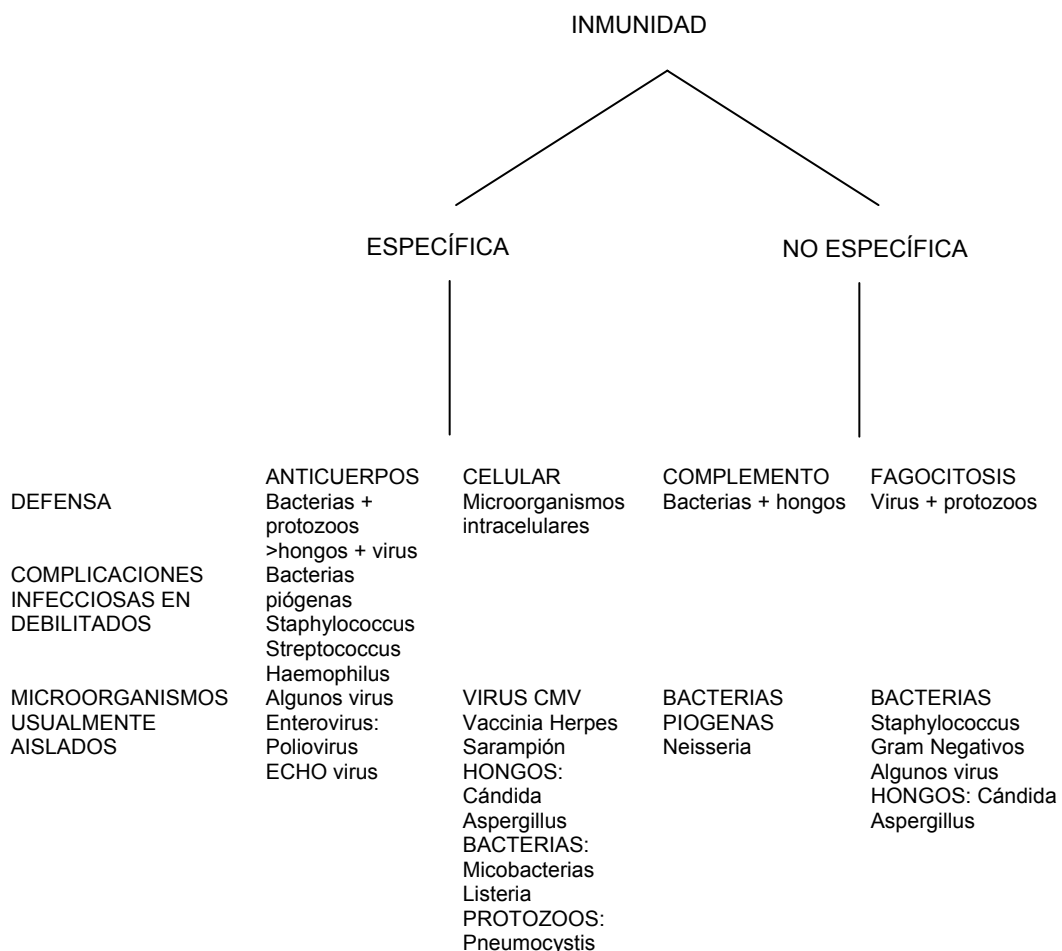 INMUNIDAD
ESPECÍFICA
NO ESPECÍFICA
DEFENSA
COMPLICACIONES
INFECCIOSAS EN
DEBILITADOS
MICROORGANISMOS
USUALMENTE
AISLADOS
ANTICUERPOS
Bacterias +
protozoos
>hongos + virus
Bacterias
piógenas
Staphylococcus
Streptococcus
Haemophilus
Algunos virus
Enterovirus:
Poliovirus
ECHO virus
CELULAR
Microorganismos
intracelulares
VIRUS CMV
Vaccinia Herpes
Sarampión
HONGOS:
Cándida
Aspergillus
BACTERIAS:
Micobacterias
Listeria
PROTOZOOS:
Pneumocystis
COMPLEMENTO
Bacterias + hongos
BACTERIAS
PIOGENAS
Neisseria
FAGOCITOSIS
Virus + protozoos
BACTERIAS
Staphylococcus
Gram Negativos
Algunos virus
HONGOS: Cándida
Aspergillus